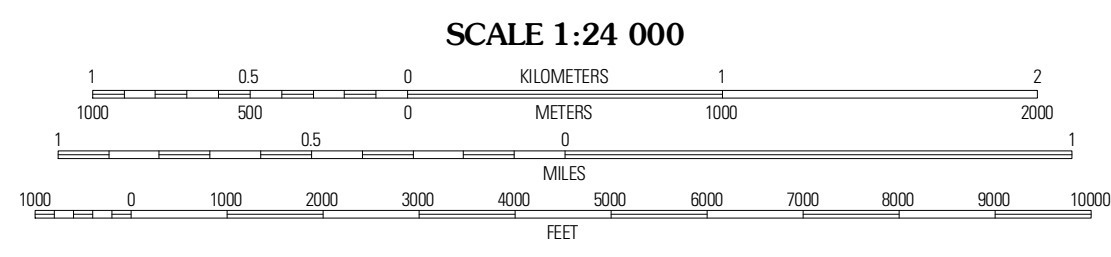 SCALE 1:24 000
1 0.5 0 KILOMETERS 1 2
1000 500 0 METERS 1000 2000
1 0.5 0 1
MILES
1000 0 1000 2000 3000 4000 5000 6000 7000 8000 9000 10000
FEET